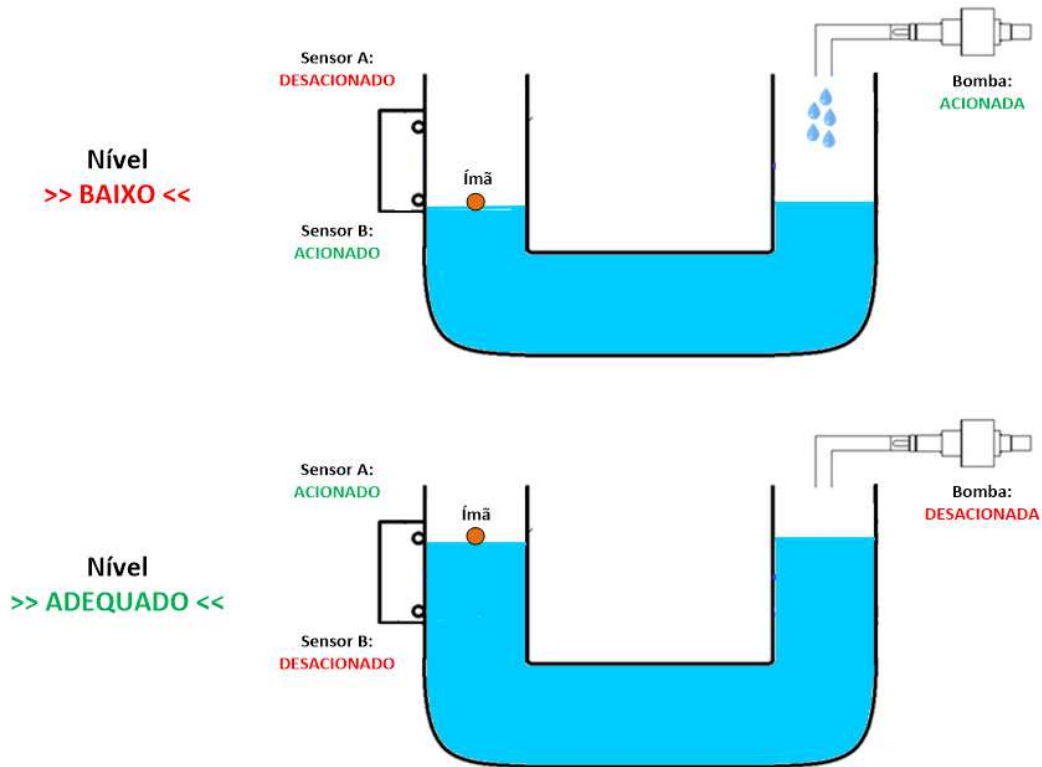 Sensor A:
DESACIONADO
Bomba:
ACIONADA
Nível
>> BAIXO <<
Ímã
Sensor B:
ACIONADO
Sensor A:
ACIONADO
Bomba:
DESACIONADA
Ímã
Nível
>> ADEQUADO <<
Sensor B:
DESACIONADO